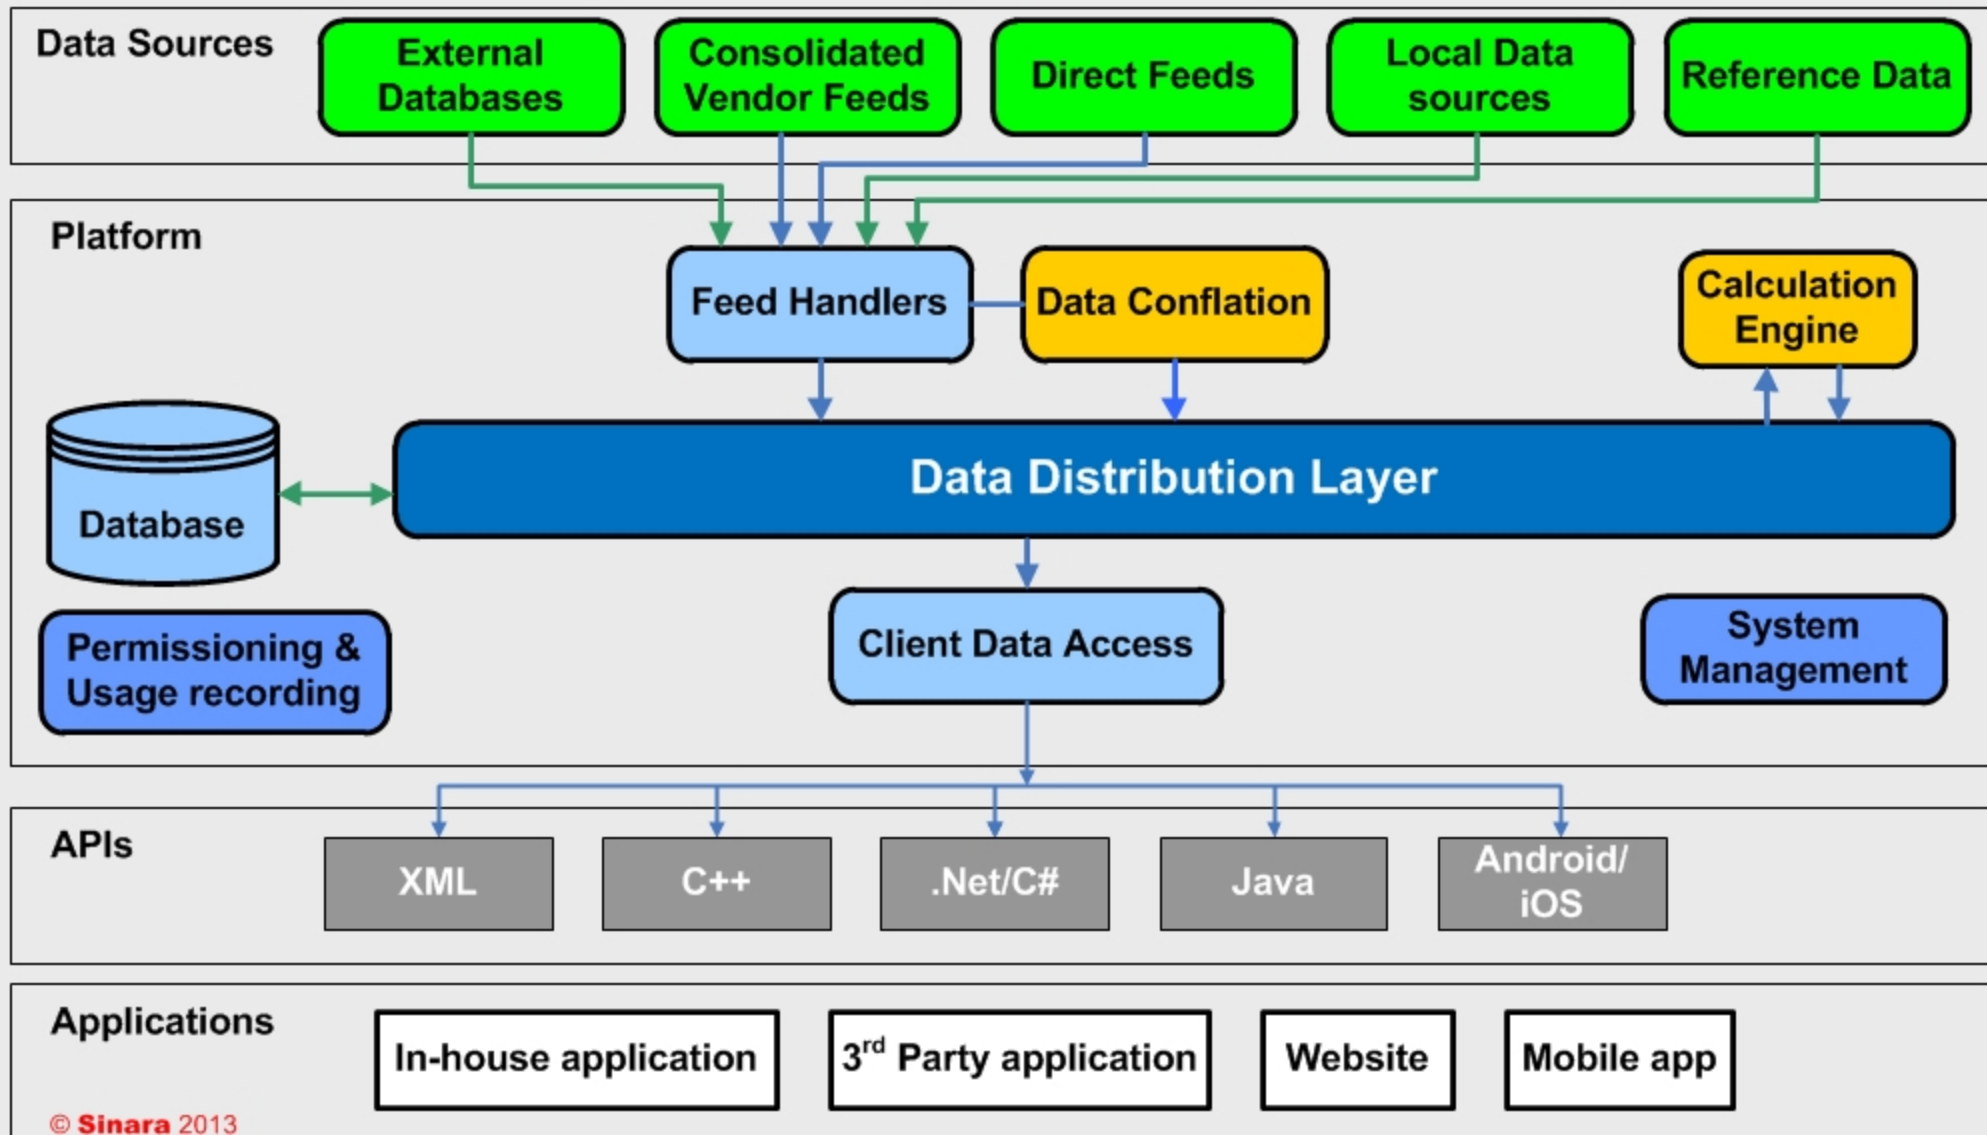 Data Sources
External
Databases
Consolidated
Vendor Feeds
Direct Feeds
Local Data
sources
Reference Data
Platform
Feed Handlers
Data Conflation
Calculation
Engine
Data Distribution Layer
Database
Client Data Access
Permissioning &
Usage recording
System
Management
APIs
XML
C++
.Net/C#
Java
Android/
iOS
Applications
In-house application
3rd Party application
Website
Mobile app
© Sinara 2013